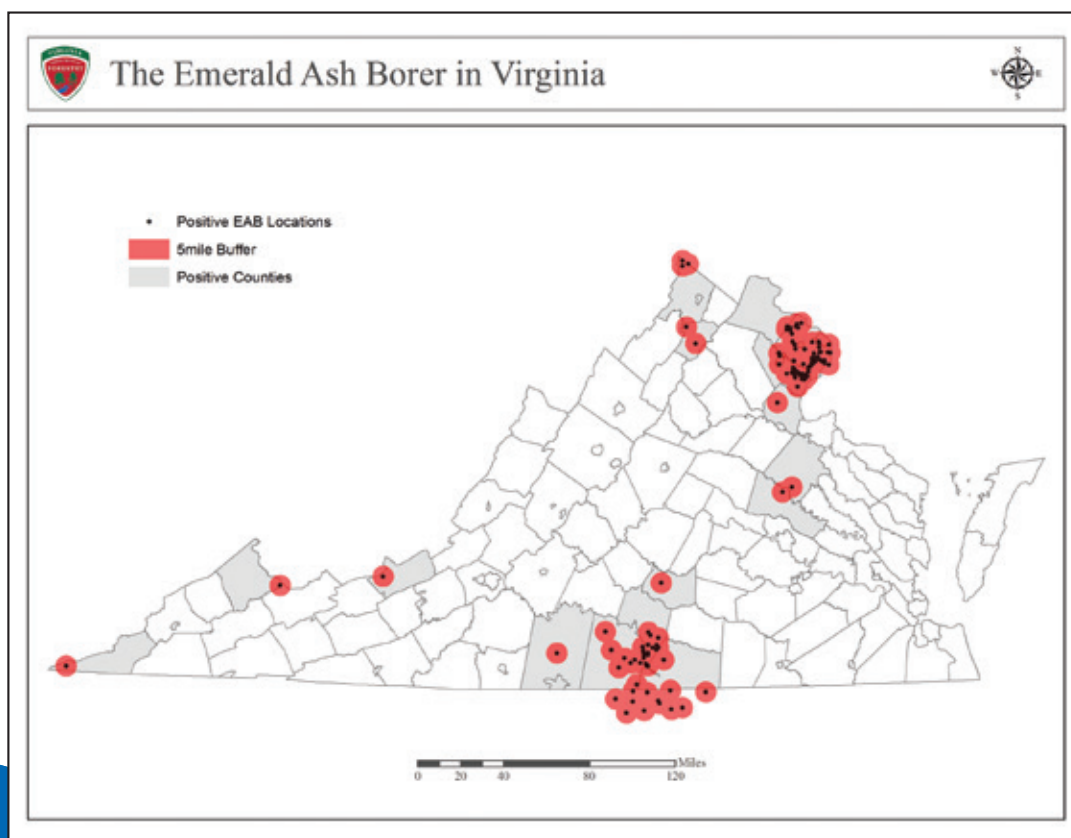 The Emerald Ash Borer in Virginia
N
W E
S
Positive EAB Locations
5mile Buffer
Positive Counties
Miles
0 20 40 80 120